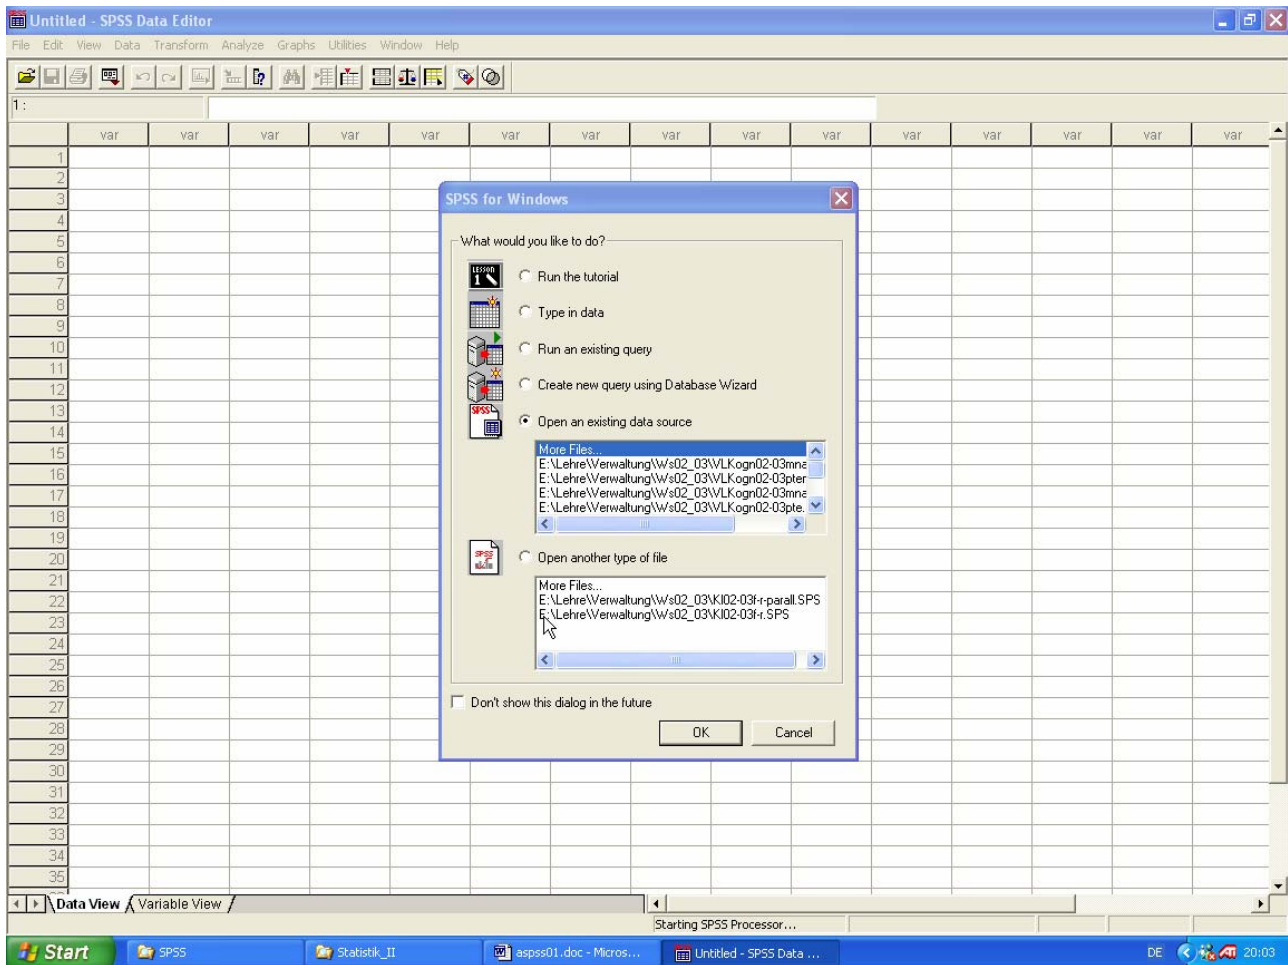 Untitled - SPSS Data Editor
File Edit View Data Transform Analyze Graphs Utilities Window Help
1 :
var var var var var var var var var var var var var var var
1
2
3
4
5
6
7
8
9
10
11
12
13
14
15
16
17
18
19
20
21
22
23
24
25
26
27
28
29
30
31
32
33
34
35
SPSS for Windows
What would you like to do?
LESSON 1
Run the tutorial
Type in data
Run an existing query
Create new query using Database Wizard
SPSS
Open an existing data source
More Files...
E:\Lehre\Verwaltung\Ws02_03\VLKogn02-03mna
E:\Lehre\Verwaltung\Ws02_03\VLKogn02-03pter
E:\Lehre\Verwaltung\Ws02_03\VLKogn02-03mna
E:\Lehre\Verwaltung\Ws02_03\VLKogn02-03pte.
SPSS
Open another type of file
More Files...
E:\Lehre\Verwaltung\Ws02_03\KI02-03f-r-parall.SPS
E:\Lehre\Verwaltung\Ws02_03\KI02-03f-r.SPS
Don't show this dialog in the future
OK Cancel
Data View Variable View
Starting SPSS Processor...
Start SPSS Statistik_II aspss01.doc - Micros... Untitled - SPSS Data ... DE 20:03